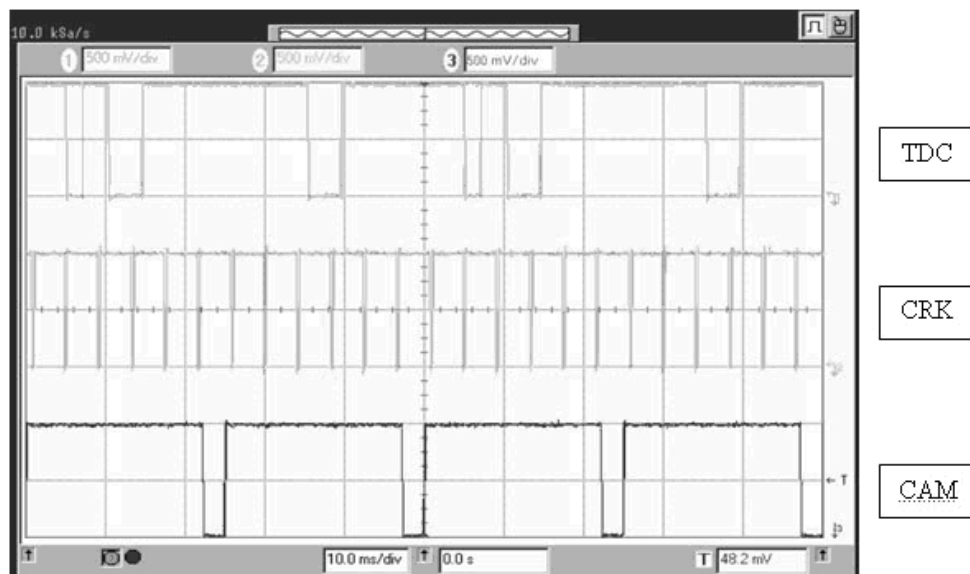 10.0 kSa/s
1 500 mV/div 2 500 mV/div 3 500 mV/div
TDC
CRK
T
CAM
10.0 ms/div 0.0 s T 48.2 mV